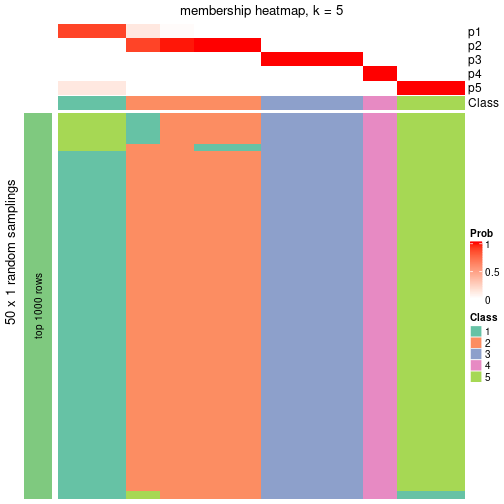 membership heatmap, k = 5
p1
p2
p3
p4
p5
Class
50 x 1 random samplings
top 1000 rows
Prob
1
0.5
0
Class
1
2
3
4
5